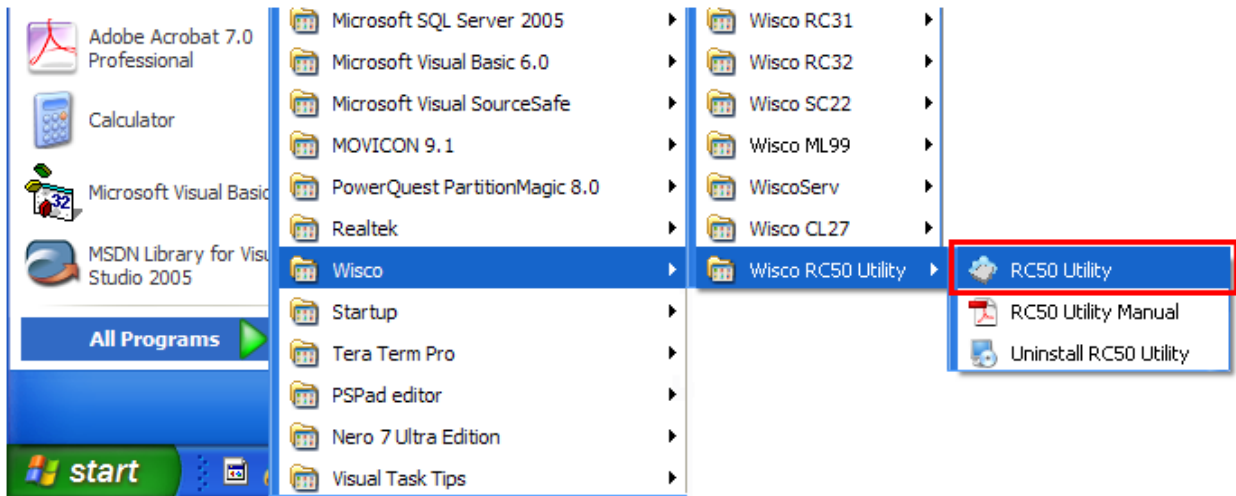 Adobe Acrobat 7.0
Professional
Calculator
Microsoft Visual Basic
MSDN Library for Visu
Studio 2005
All Programs
start
Microsoft SQL Server 2005
Microsoft Visual Basic 6.0
Microsoft Visual SourceSafe
MOVICON 9.1
PowerQuest PartitionMagic 8.0
Realtek
Wisco
Startup
Tera Term Pro
PSPad editor
Nero 7 Ultra Edition
Visual Task Tips
Wisco RC31
Wisco RC32
Wisco SC22
Wisco ML99
WiscoServ
Wisco CL27
Wisco RC50 Utility
RC50 Utility
RC50 Utility Manual
Uninstall RC50 Utility